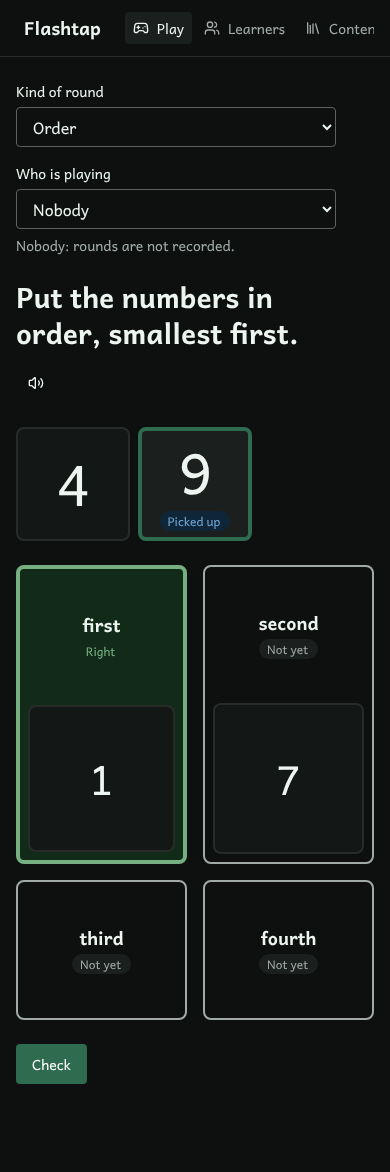 Flashtap Play Learners Conten
Kind of round
Order
Who is playing
Nobody
Nobody: rounds are not recorded.
Put the numbers in
order, smallest first.
4 9
Picked up
first second
Right Not yet
1 7
third fourth
Not yet Not yet
Check